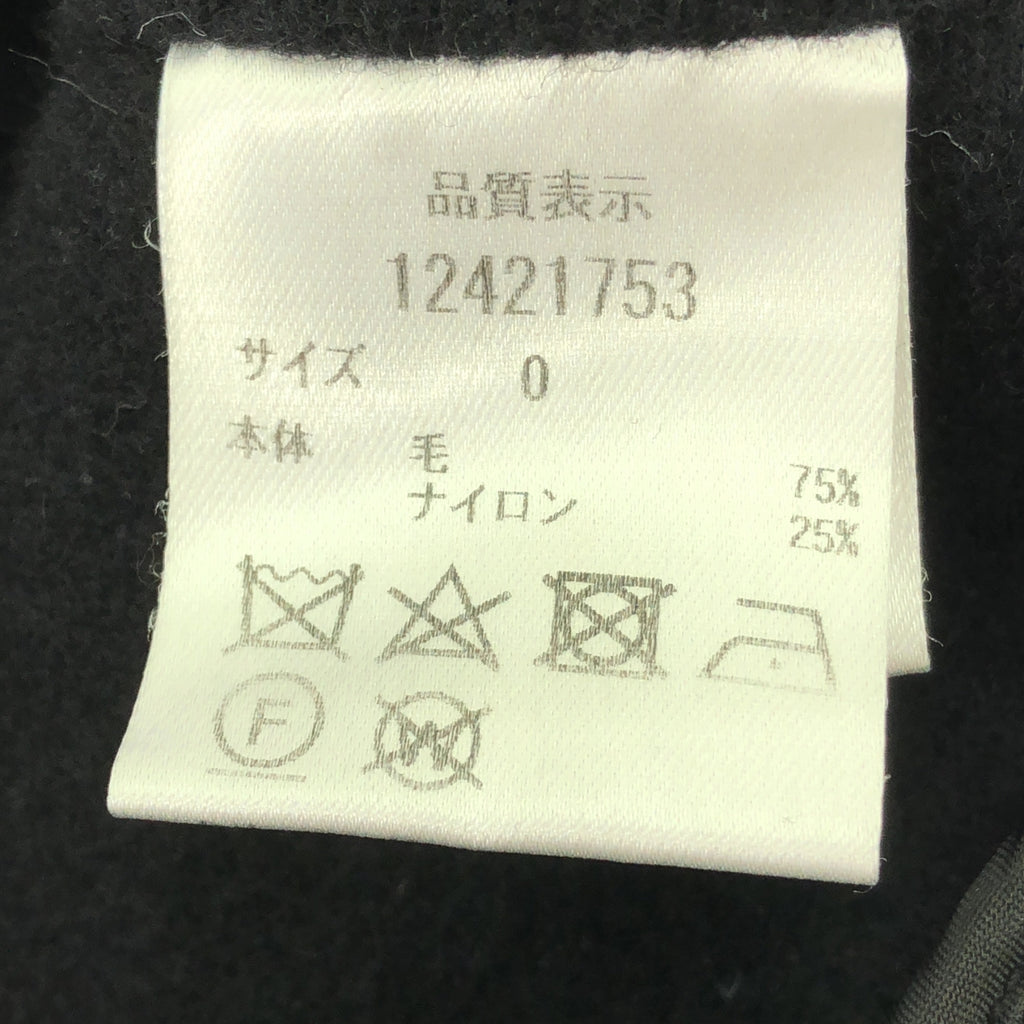 品質表示
12421753
サイズ 0
本体 毛 75%
ナイロン 25%
F
W